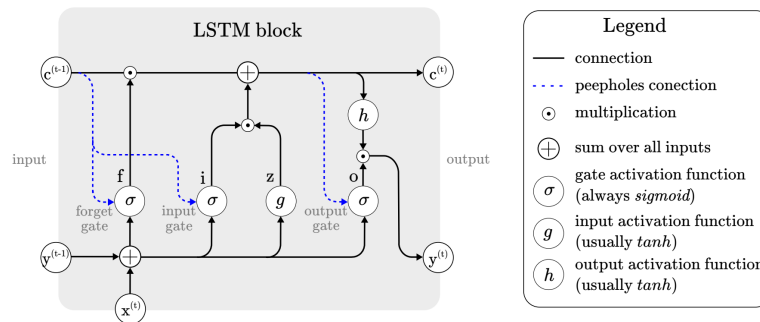 LSTM block
c(t-1)
c(t)
h
input
output
f
i
z
o
σ
σ
g
σ
forget
gate
input
gate
output
gate
y(t-1)
y(t)
x(t)
Legend
connection
peepholes conection
multiplication
sum over all inputs
σ
gate activation function
(always sigmoid)
g
input activation function
(usually tanh)
h
output activation function
(usually tanh)